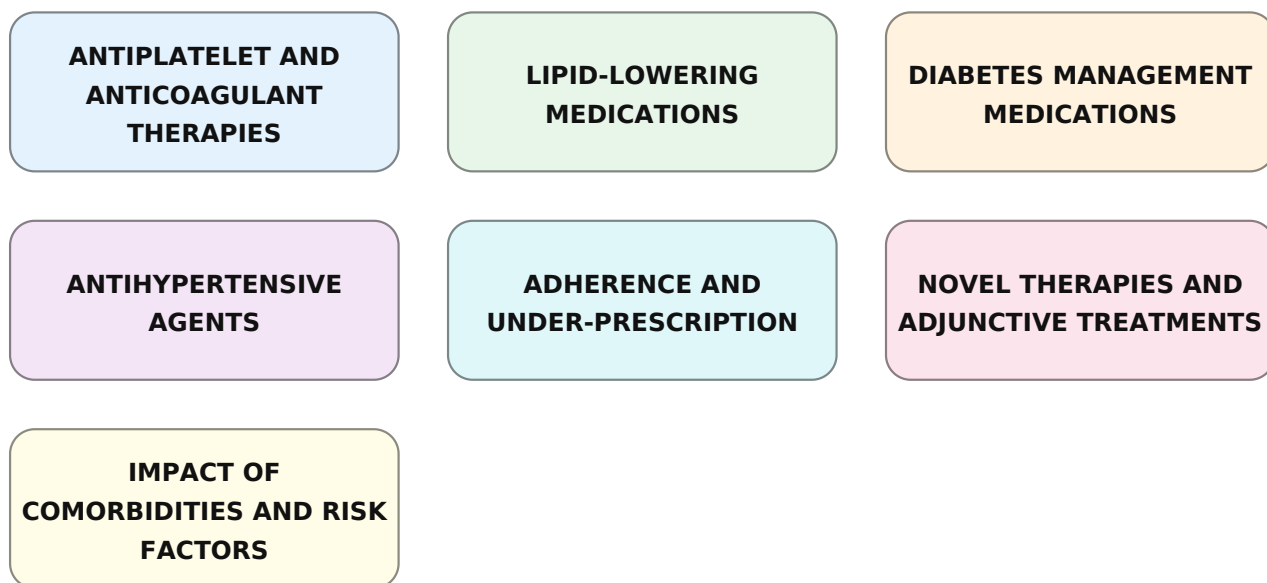 ANTIPLATELET AND
ANTICOAGULANT
THERAPIES
LIPID-LOWERING
MEDICATIONS
DIABETES MANAGEMENT
MEDICATIONS
ANTIHYPERTENSIVE
AGENTS
ADHERENCE AND
UNDER-PRESCRIPTION
NOVEL THERAPIES AND
ADJUNCTIVE TREATMENTS
IMPACT OF
COMORBIDITIES AND RISK
FACTORS